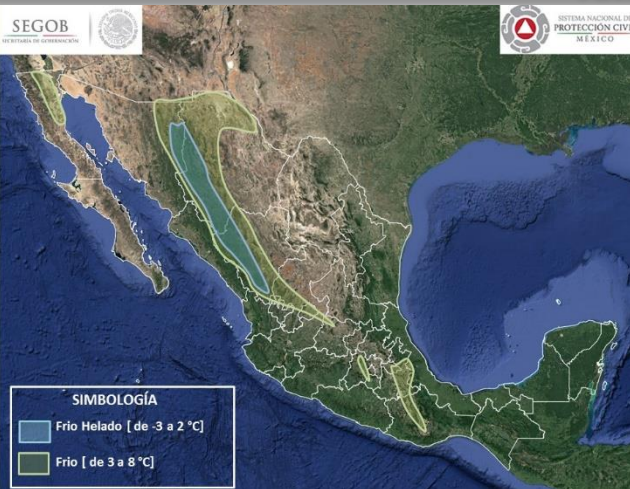 SEGOB
SECRETARÍA DE GOBERNACIÓN
SISTEMA NACIONAL DE
PROTECCIÓN CIVI
MÉXICO
SIMBOLOGÍA
Frio Helado [ de -3 a 2 °C]
Frio [ de 3 a 8 °C]